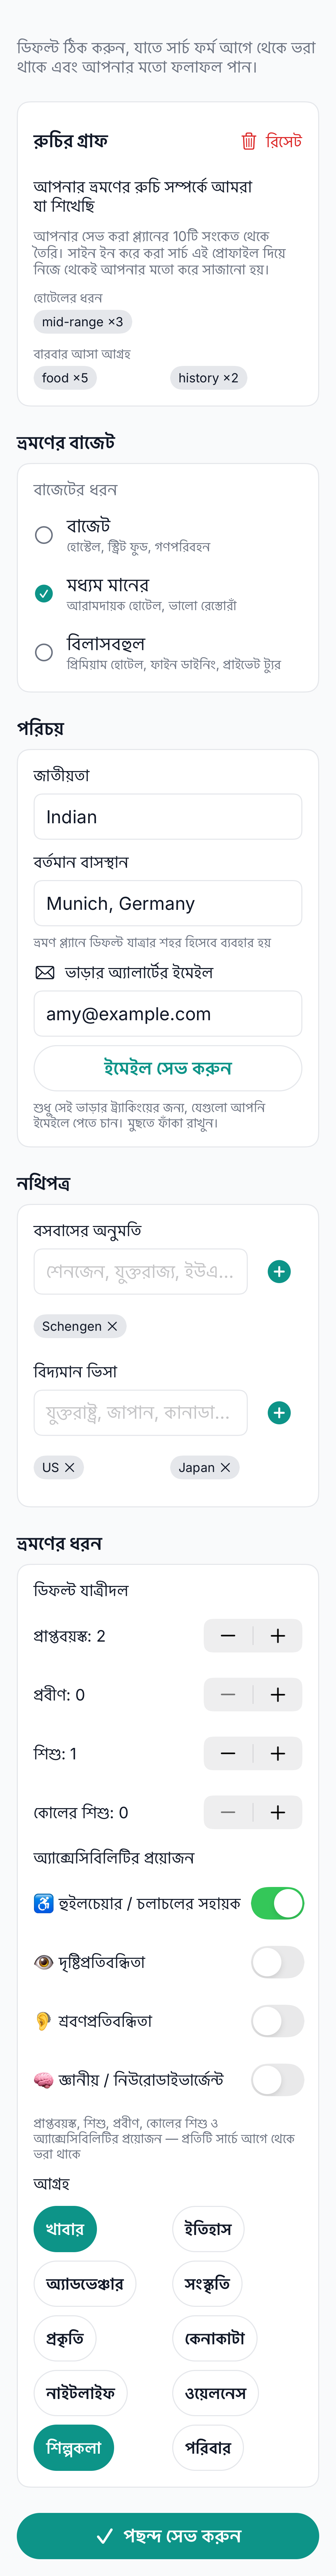 ডিফল্ট ঠিক করুন, যাতে সার্চ ফর্ম আগে থেকে ভরা
থাকে এবং আপনার মতো ফলাফল পান।
রুচির গ্রাফ
রিসেট
আপনার ভ্রমণের রুচি সম্পর্কে আমরা
যা শিখেছি
আপনার সেভ করা প্ল্যানের 10টি সংকেত থেকে
তৈরি। সাইন ইন করে করা সার্চ এই প্রোফাইল দিয়ে
নিজে থেকেই আপনার মতো করে সাজানো হয়।
হোটেলের ধরন
mid-range ×3
বারবার আসা আগ্রহ
food ×5
history ×2
ভ্রমণের বাজেট
বাজেটের ধরন
বাজেট
হোস্টেল, স্ট্রিট ফুড, গণপরিবহন
মধ্যম মানের
আরামদায়ক হোটেল, ভালো রেস্তোরাঁ
বিলাসবহুল
প্রিমিয়াম হোটেল, ফাইন ডাইনিং, প্রাইভেট ট্যুর
পরিচয়
জাতীয়তা
Indian
বর্তমান বাসস্থান
Munich, Germany
ভ্রমণ প্ল্যানে ডিফল্ট যাত্রার শহর হিসেবে ব্যবহার হয়
ভাড়ার অ্যালার্টের ইমেইল
amy@example.com
ইমেইল সেভ করুন
শুধু সেই ভাড়ার ট্র্যাকিংয়ের জন্য, যেগুলো আপনি
ইমেইলে পেতে চান। মুছতে ফাঁকা রাখুন।
নথিপত্র
বসবাসের অনুমতি
শেনজেন, যুক্তরাজ্য, ইউএ...
Schengen ×
বিদ্যমান ভিসা
যুক্তরাষ্ট্র, জাপান, কানাডা...
US ×
Japan ×
ভ্রমণের ধরন
ডিফল্ট যাত্রীদল
প্রাপ্তবয়স্ক: 2
প্রবীণ: 0
শিশু: 1
কোলের শিশু: 0
অ্যাক্সেসিবিলিটির প্রয়োজন
হুইলচেয়ার / চলাচলের সহায়ক
দৃষ্টিপ্রতিবন্ধিতা
শ্রবণপ্রতিবন্ধিতা
জ্ঞানীয় / নিউরোডাইভার্জেন্ট
প্রাপ্তবয়স্ক, শিশু, প্রবীণ, কোলের শিশু ও
অ্যাক্সেসিবিলিটির প্রয়োজন — প্রতিটি সার্চে আগে থেকে
ভরা থাকে
আগ্রহ
খাবার
ইতিহাস
অ্যাডভেঞ্চার
সংস্কৃতি
প্রকৃতি
কেনাকাটা
নাইটলাইফ
ওয়েলনেস
শিল্পকলা
পরিবার
পছন্দ সেভ করুন